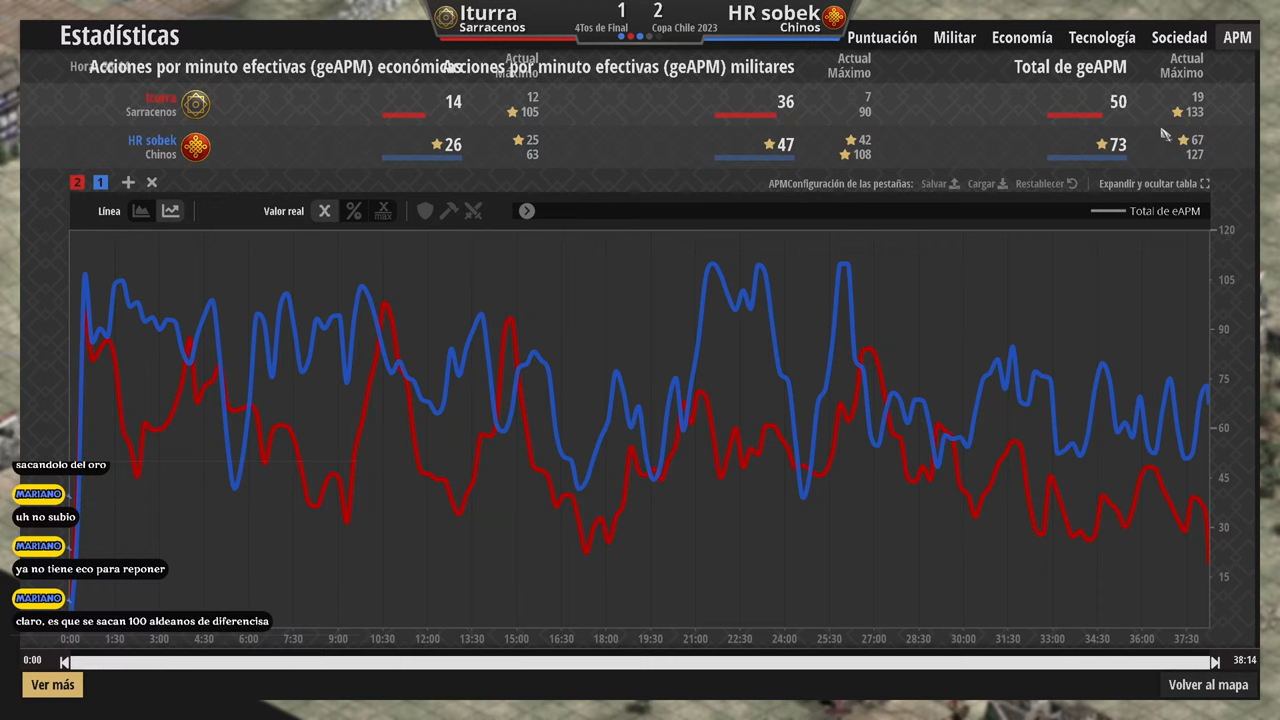 Iturra
Sarracenos
1 2
4Tos de Final
Copa Chile 2023
HR sobek
Chinos
Estadísticas
Puntuación Militar Economía Tecnología Sociedad APM
Acciones por minuto efectivas (geAPM) económicas
Actual
Máximo
Acciones por minuto efectivas (geAPM) militares
Actual
Máximo
Total de geAPM
Actual
Máximo
Iturra
Sarracenos
14
12
105
36
7
90
50
19
133
HR sobek
Chinos
26
25
63
47
42
108
73
67
127
2 1
APMConfiguración de las pestañas: Salvar Cargar Restablecer Expandir y ocultar tabla
Línea Valor real X % X/max
Total de eAPM
120
105
90
75
60
45
30
15
sacandolo del oro
MARIANO
uh no subio
MARIANO
ya no tiene eco para reponer
MARIANO
claro, es que se sacan 100 aldeanos de diferencisa
0:00 1:30 3:00 4:30 6:00 7:30 9:00 10:30 12:00 13:30 15:00 16:30 18:00 19:30 21:00 22:30 24:00 25:30 27:00 28:30 30:00 31:30 33:00 34:30 36:00 37:30
0:00 38:14
Ver más
Volver al mapa